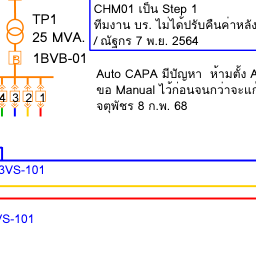 CHM01 เป็น Step 1
ทีมงาน บร. ไม่ได้ปรับคืนค่าหลัง
/ ณัฐกร 7 พ.ย. 2564
TP1
25 MVA.
B
1BVB-01
Auto CAPA มีปัญหา ห้ามตั้ง A
ขอ Manual ไว้ก่อนจนกว่าจะแก้
จตุพัชร 8 ก.พ. 68
4 3 2 1
3VS-101
VS-101